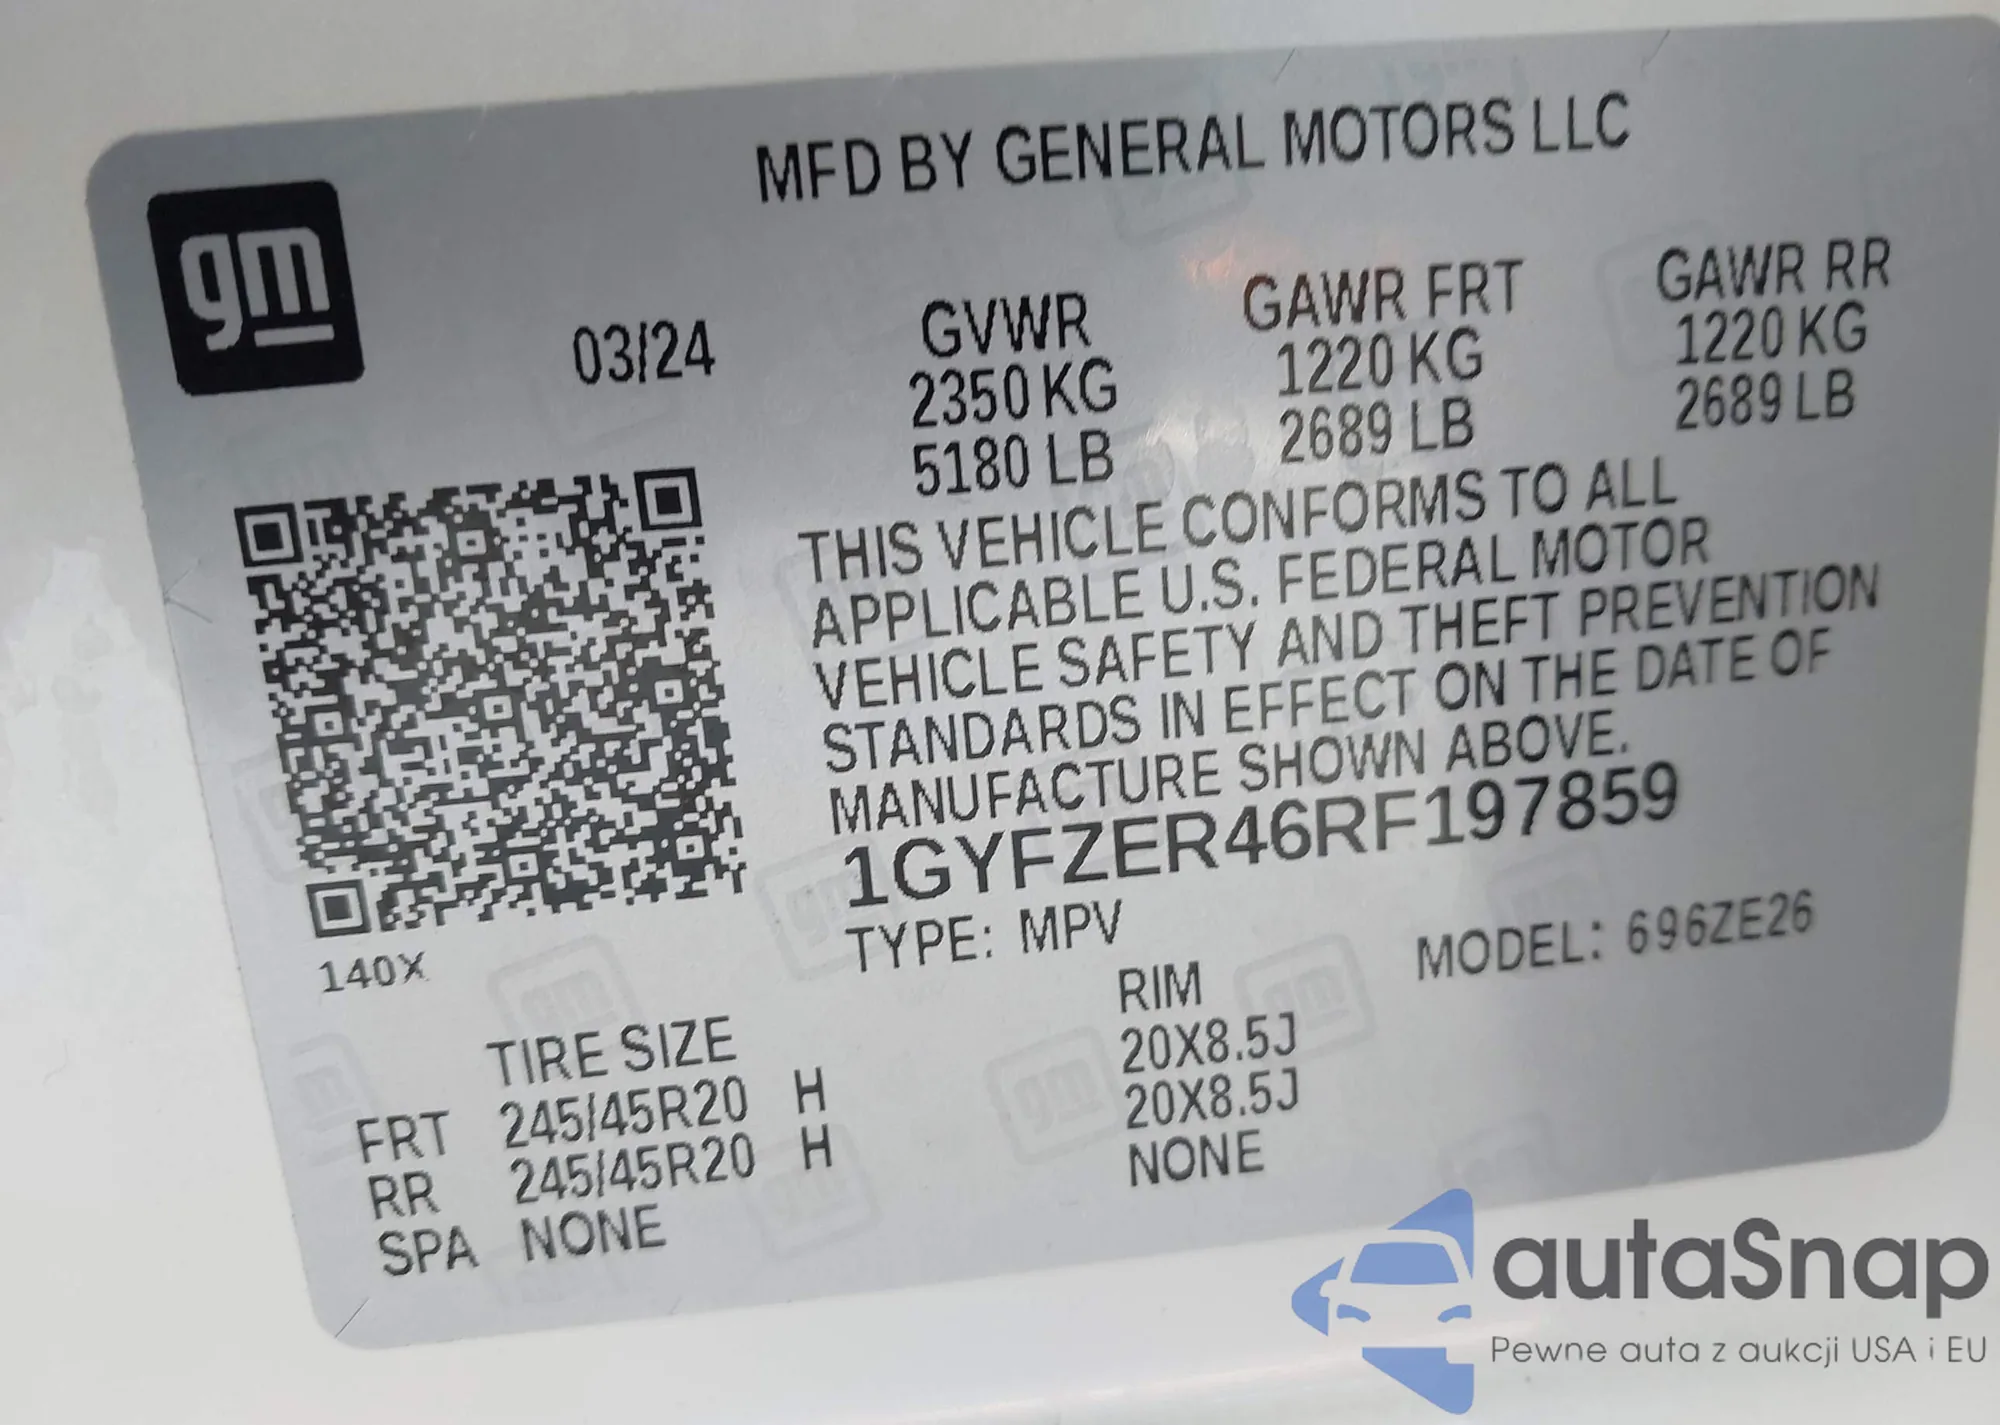 MFD BY GENERAL MOTORS LLC
gm
03/24
GVWR GAWR FRT GAWR RR
2350 KG 1220 KG 1220 KG
5180 LB 2689 LB 2689 LB
THIS VEHICLE CONFORMS TO ALL
APPLICABLE U.S. FEDERAL MOTOR
VEHICLE SAFETY AND THEFT PREVENTION
STANDARDS IN EFFECT ON THE DATE OF
MANUFACTURE SHOWN ABOVE.
1GYFZER46RF197859
TYPE: MPV MODEL: 696ZE26
140X
TIRE SIZE RIM
FRT 245/45R20 H 20X8.5J
RR 245/45R20 H 20X8.5J
SPA NONE NONE
autaSnap
Pewne auta z aukcji USA i EU